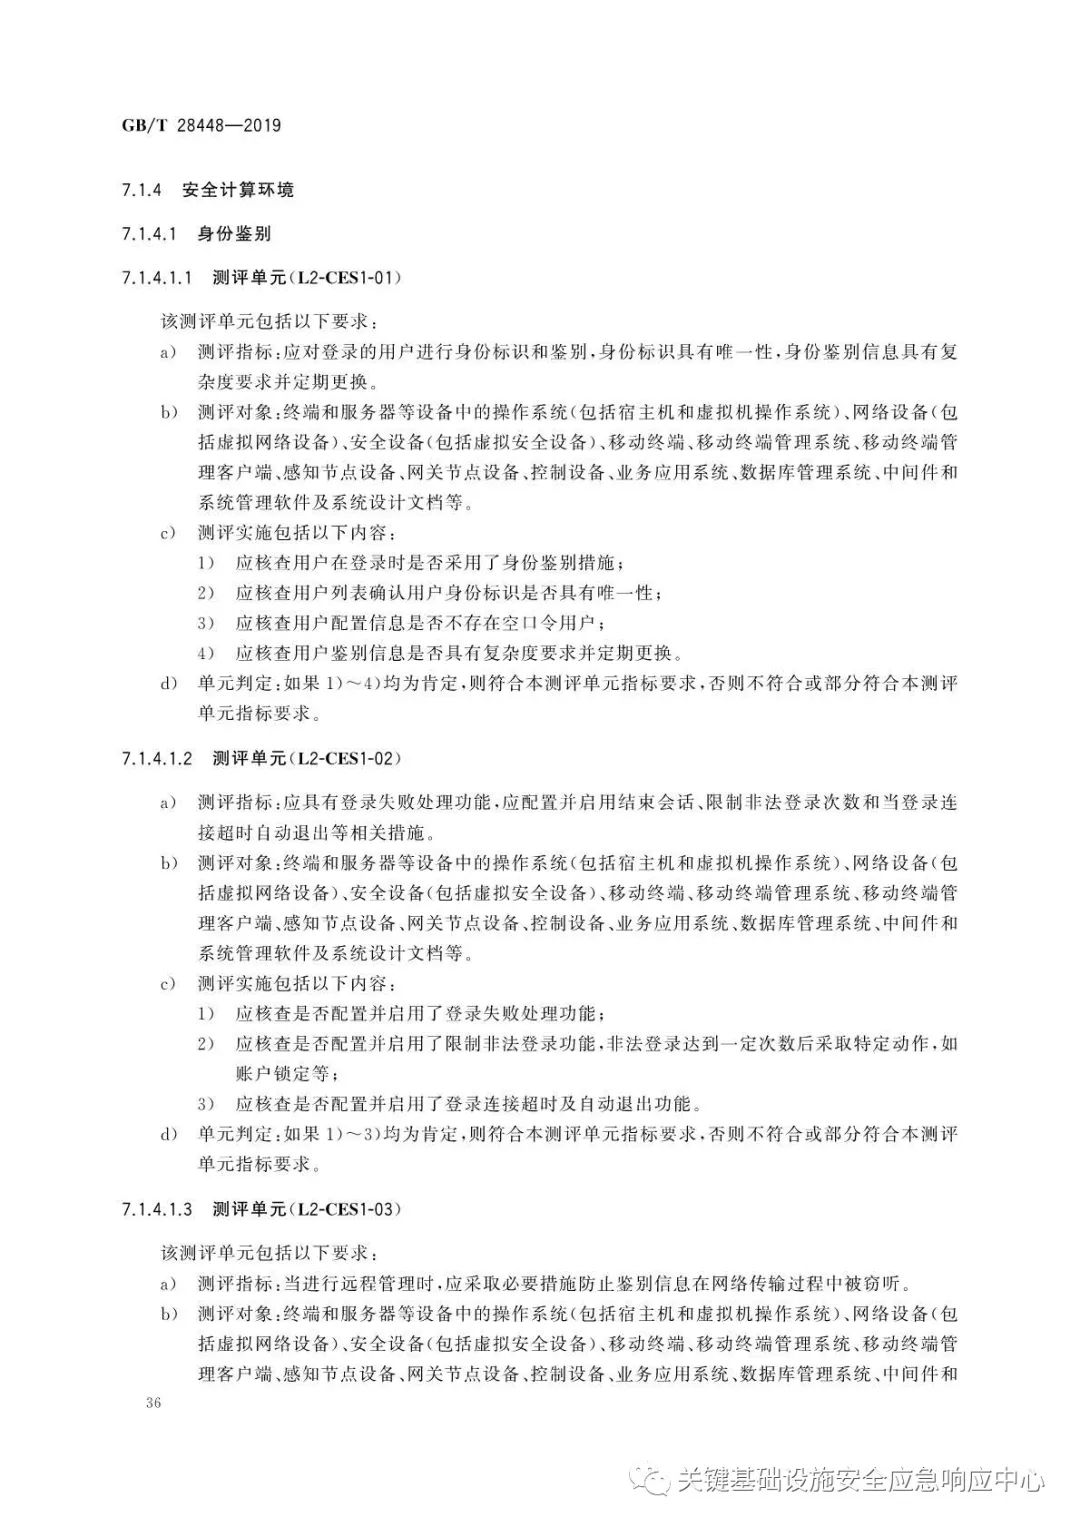 GB/T 28448—2019
7.1.4 安全计算环境
7.1.4.1 身份鉴别
7.1.4.1.1 测评单元(L2-CES1-01)
该测评单元包括以下要求:
a) 测评指标:应对登录的用户进行身份标识和鉴别,身份标识具有唯一性,身份鉴别信息具有复
杂度要求并定期更换。
b) 测评对象:终端和服务器等设备中的操作系统(包括宿主机和虚拟机操作系统)、网络设备(包
括虚拟网络设备)、安全设备(包括虚拟安全设备)、移动终端、移动终端管理系统、移动终端管
理客户端、感知节点设备、网关节点设备、控制设备、业务应用系统、数据库管理系统、中间件和
系统管理软件及系统设计文档等。
c) 测评实施包括以下内容:
1) 应核查用户在登录时是否采用了身份鉴别措施;
2) 应核查用户列表确认用户身份标识是否具有唯一性;
3) 应核查用户配置信息是否不存在空口令用户;
4) 应核查用户鉴别信息是否具有复杂度要求并定期更换。
d) 单元判定:如果1)～4)均为肯定,则符合本测评单元指标要求,否则不符合或部分符合本测评
单元指标要求。
7.1.4.1.2 测评单元(L2-CES1-02)
a) 测评指标:应具有登录失败处理功能,应配置并启用结束会话、限制非法登录次数和当登录连
接超时自动退出等相关措施。
b) 测评对象:终端和服务器等设备中的操作系统(包括宿主机和虚拟机操作系统)、网络设备(包
括虚拟网络设备)、安全设备(包括虚拟安全设备)、移动终端、移动终端管理系统、移动终端管
理客户端、感知节点设备、网关节点设备、控制设备、业务应用系统、数据库管理系统、中间件和
系统管理软件及系统设计文档等。
c) 测评实施包括以下内容:
1) 应核查是否配置并启用了登录失败处理功能;
2) 应核查是否配置并启用了限制非法登录功能,非法登录达到一定次数后采取特定动作,如
账户锁定等;
3) 应核查是否配置并启用了登录连接超时及自动退出功能。
d) 单元判定:如果1)～3)均为肯定,则符合本测评单元指标要求,否则不符合或部分符合本测评
单元指标要求。
7.1.4.1.3 测评单元(L2-CES1-03)
该测评单元包括以下要求:
a) 测评指标:当进行远程管理时,应采取必要措施防止鉴别信息在网络传输过程中被窃听。
b) 测评对象:终端和服务器等设备中的操作系统(包括宿主机和虚拟机操作系统)、网络设备(包
括虚拟网络设备)、安全设备(包括虚拟安全设备)、移动终端、移动终端管理系统、移动终端管
理客户端、感知节点设备、网关节点设备、控制设备、业务应用系统、数据库管理系统、中间件和
36
关键基础设施安全应急响应中心